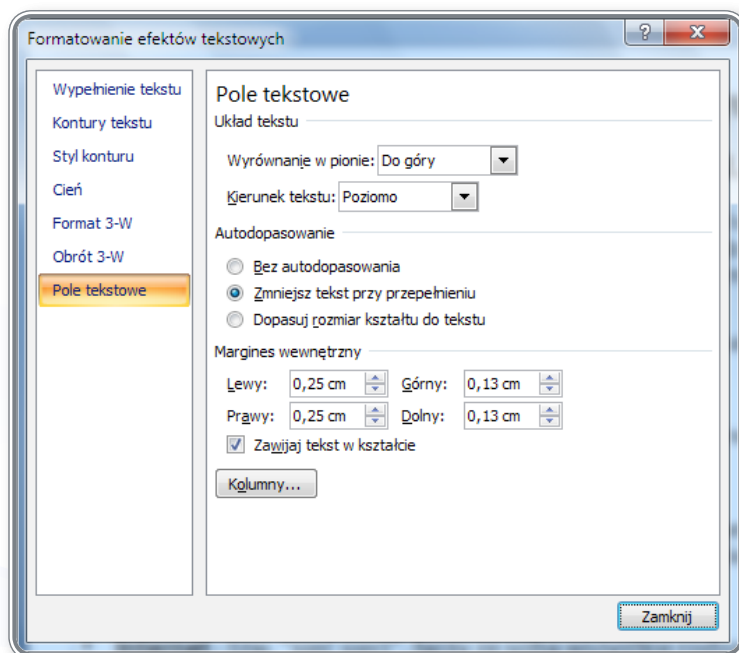 Formatowanie efektów tekstowych
?
Wypełnienie tekstu
Kontury tekstu
Styl konturu
Cień
Format 3-W
Obrót 3-W
Pole tekstowe
Pole tekstowe
Układ tekstu
Wyrównanie w pionie: Do góry
Kierunek tekstu: Poziomo
Autodopasowanie
Bez autodopasowania
Zmniejsz tekst przy przepełnieniu
Dopasuj rozmiar kształtu do tekstu
Margines wewnętrzny
Lewy: 0,25 cm Górny: 0,13 cm
Prawy: 0,25 cm Dolny: 0,13 cm
Zawijaj tekst w kształcie
Kolumny...
Zamknij